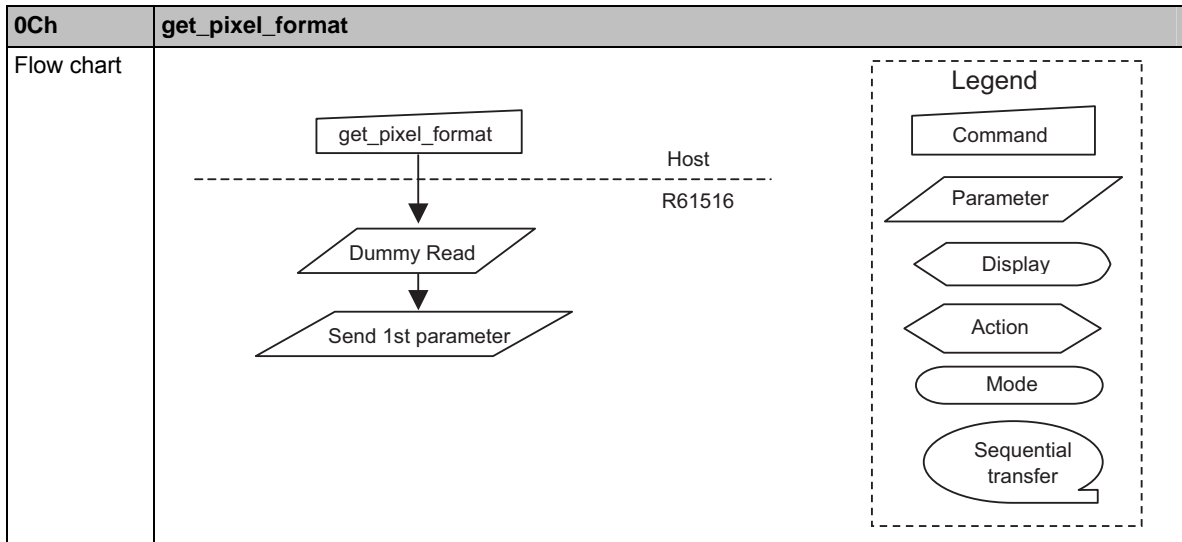 0Ch get_pixel_format
Flow chart
get_pixel_format
Host
R61516
Dummy Read
Send 1st parameter
Legend
Command
Parameter
Display
Action
Mode
Sequential
transfer